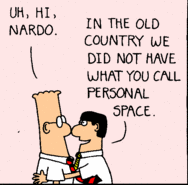 UH, HI,
NARDO.
IN THE OLD
COUNTRY WE
DID NOT HAVE
WHAT YOU CALL
PERSONAL
SPACE.